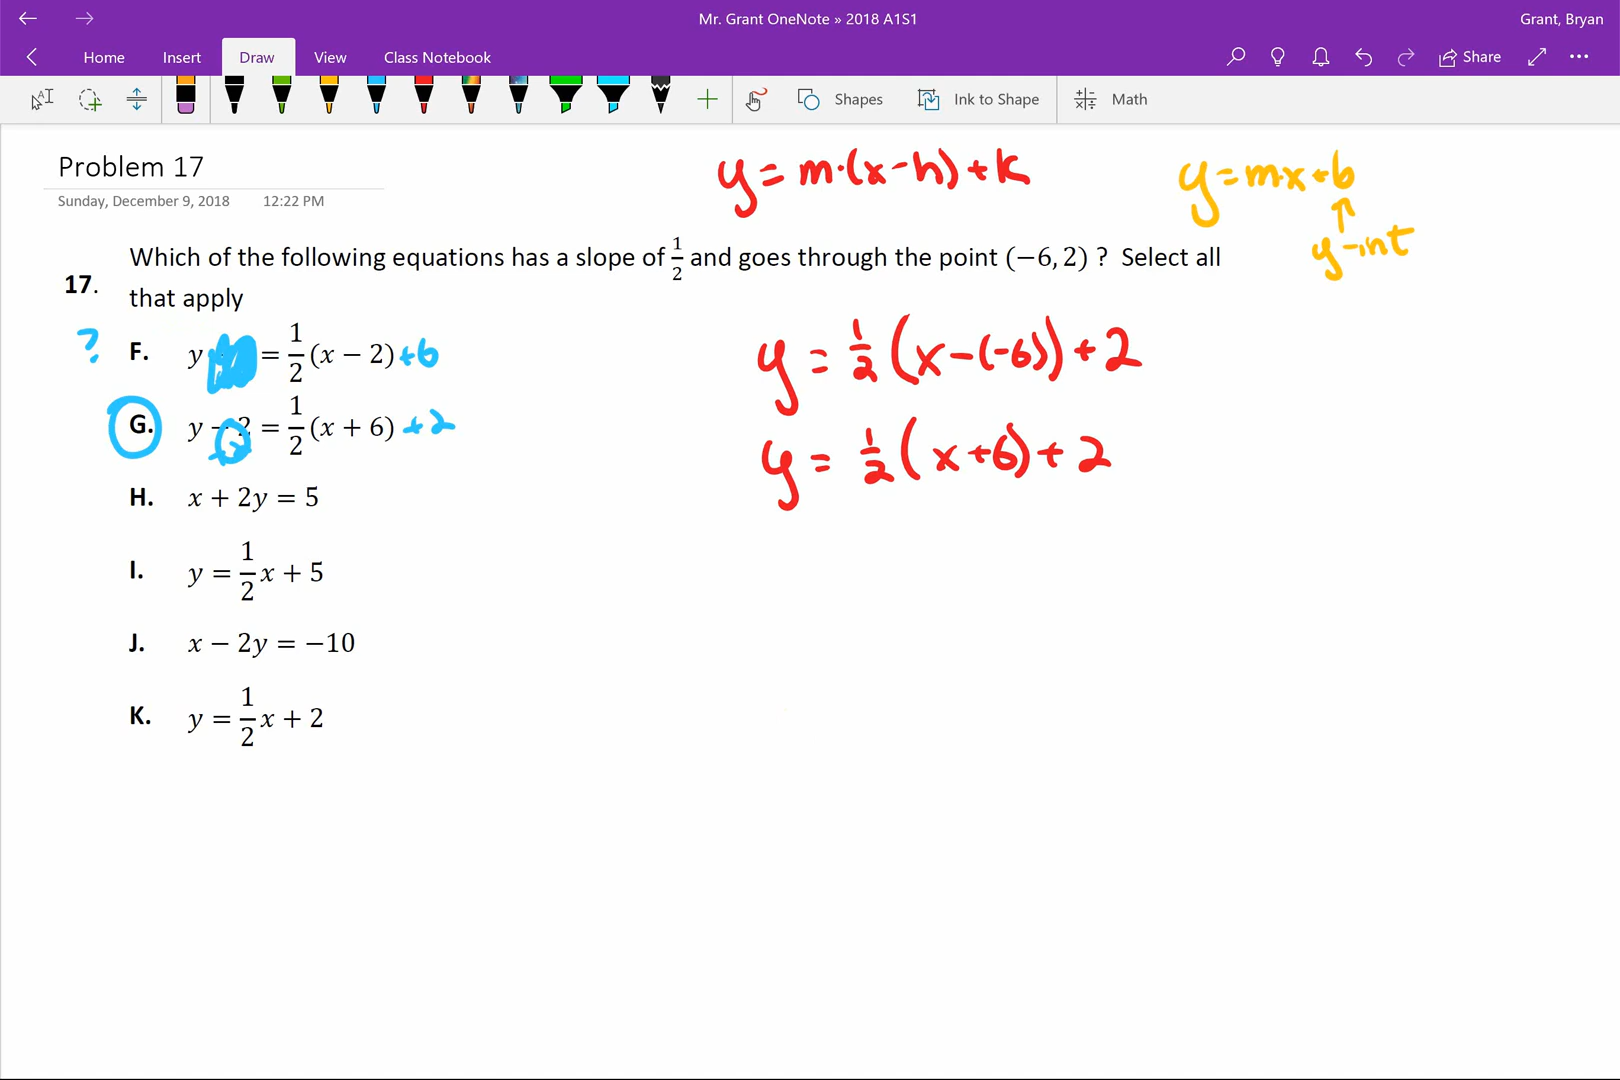 Mr. Grant OneNote » 2018 A1S1
Grant, Bryan
Home Insert Draw View Class Notebook Share
Shapes Ink to Shape Math
Problem 17
Sunday, December 9, 2018 12:22 PM
y = m·(x-h)+k
y = m·x+b
y-int
17. Which of the following equations has a slope of 1/2 and goes through the point (−6, 2) ? Select all
that apply
? F. y = 1/2 (x − 2) +6
G. y − 2 = 1/2 (x + 6) +2
H. x + 2y = 5
I. y = 1/2 x + 5
J. x − 2y = −10
K. y = 1/2 x + 2
y = 1/2 (x-(-6))+2
y = 1/2 (x+6)+2